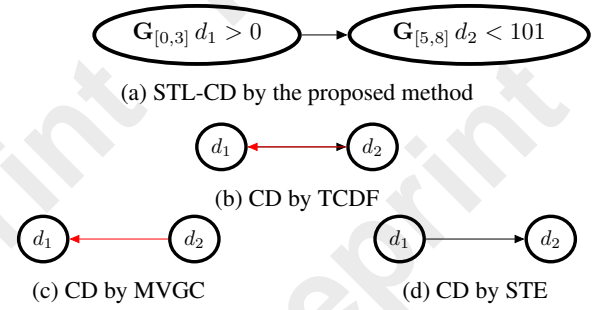 G[0,3] d1 > 0 G[5,8] d2 < 101
(a) STL-CD by the proposed method
d1 d2
(b) CD by TCDF
d1 d2 d1 d2
(c) CD by MVGC (d) CD by STE